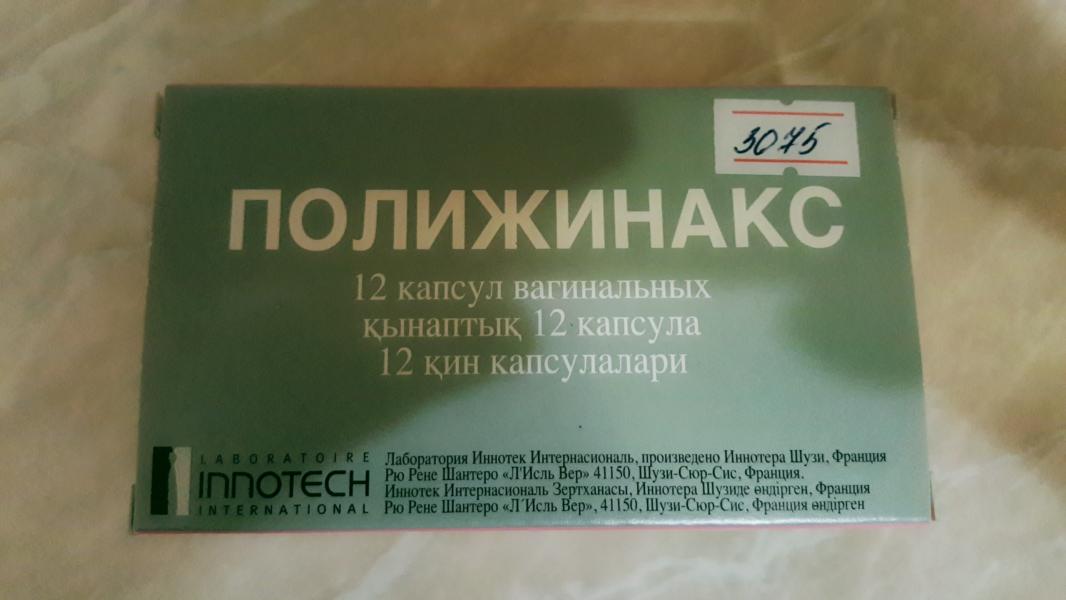 3075
ПОЛИЖИНАКС
12 капсул вагинальных
қынаптық 12 капсула
12 қин капсулалари
LABORATOIRE
INNOTECH
INTERNATIONAL
Лаборатория Иннотек Интернасиональ, произведено Иннотера Шузи, Франция
Рю Рене Шантеро «Л'Исль Вер» 41150, Шузи-Сюр-Сис, Франция.
Иннотек Интернасиональ Зертханасы, Иннотера Шузиде өндірген, Франция
Рю Рене Шантеро «Л'Исль Вер», 41150, Шузи-Сюр-Сис, Франция өндірген